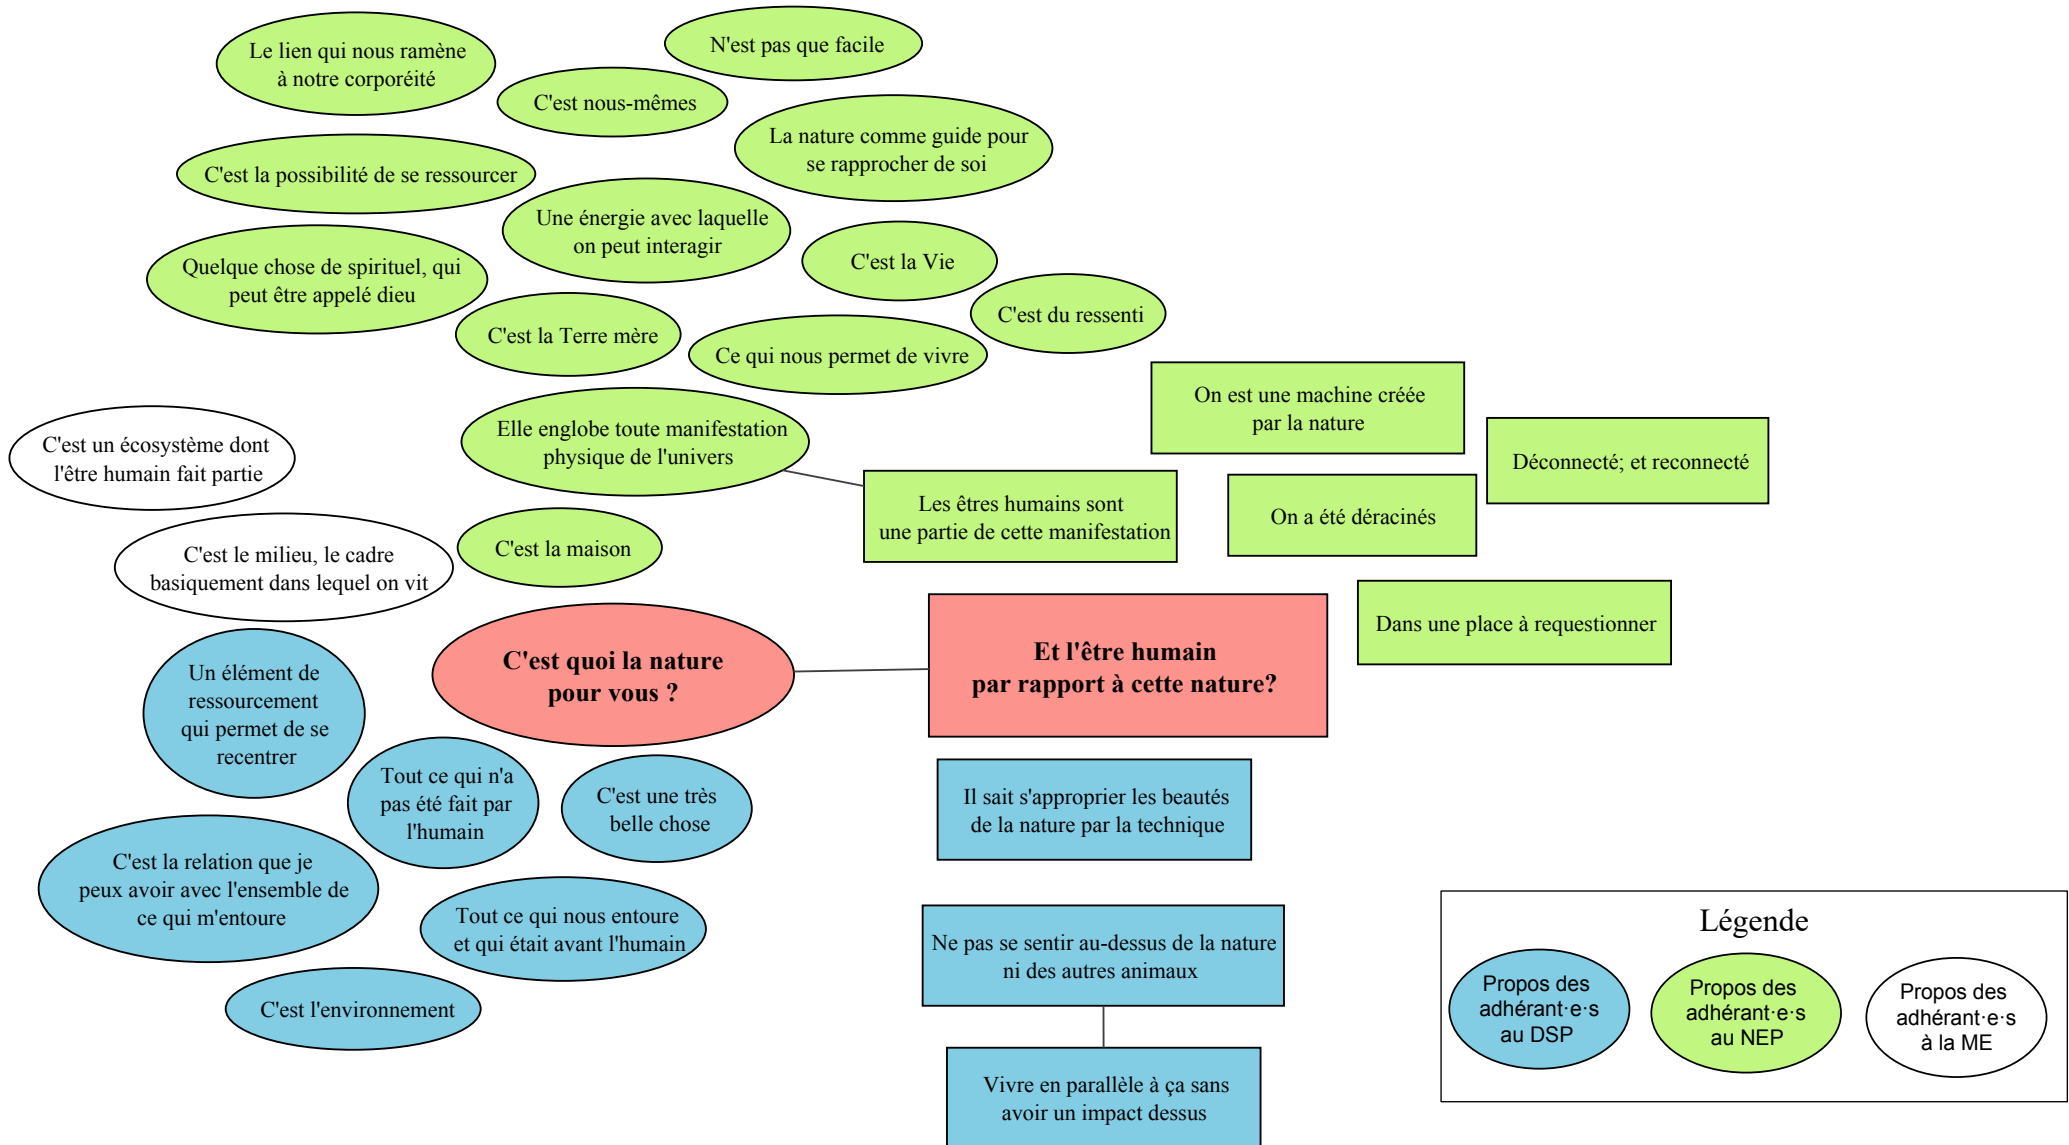 Le lien qui nous ramène
à notre corporéité
N'est pas que facile
C'est nous-mêmes
La nature comme guide pour
se rapprocher de soi
C'est la possibilité de se ressourcer
Une énergie avec laquelle
on peut interagir
Quelque chose de spirituel, qui
peut être appelé dieu
C'est la Vie
C'est du ressenti
C'est la Terre mère
Ce qui nous permet de vivre
Elle englobe toute manifestation
physique de l'univers
C'est un écosystème dont
l'être humain fait partie
C'est le milieu, le cadre
basiquement dans lequel on vit
C'est la maison
On est une machine créée
par la nature
Déconnecté; et reconnecté
Les êtres humains sont
une partie de cette manifestation
On a été déracinés
Dans une place à requestionner
C'est quoi la nature
pour vous ?
Et l'être humain
par rapport à cette nature?
Un élément de
ressourcement
qui permet de se
recentrer
Tout ce qui n'a
pas été fait par
l'humain
C'est une très
belle chose
C'est la relation que je
peux avoir avec l'ensemble de
ce qui m'entoure
Tout ce qui nous entoure
et qui était avant l'humain
C'est l'environnement
Il sait s'approprier les beautés
de la nature par la technique
Ne pas se sentir au-dessus de la nature
ni des autres animaux
Vivre en parallèle à ça sans
avoir un impact dessus
Légende
Propos des
adhérant·e·s
au DSP
Propos des
adhérant·e·s
au NEP
Propos des
adhérant·e·s
à la ME